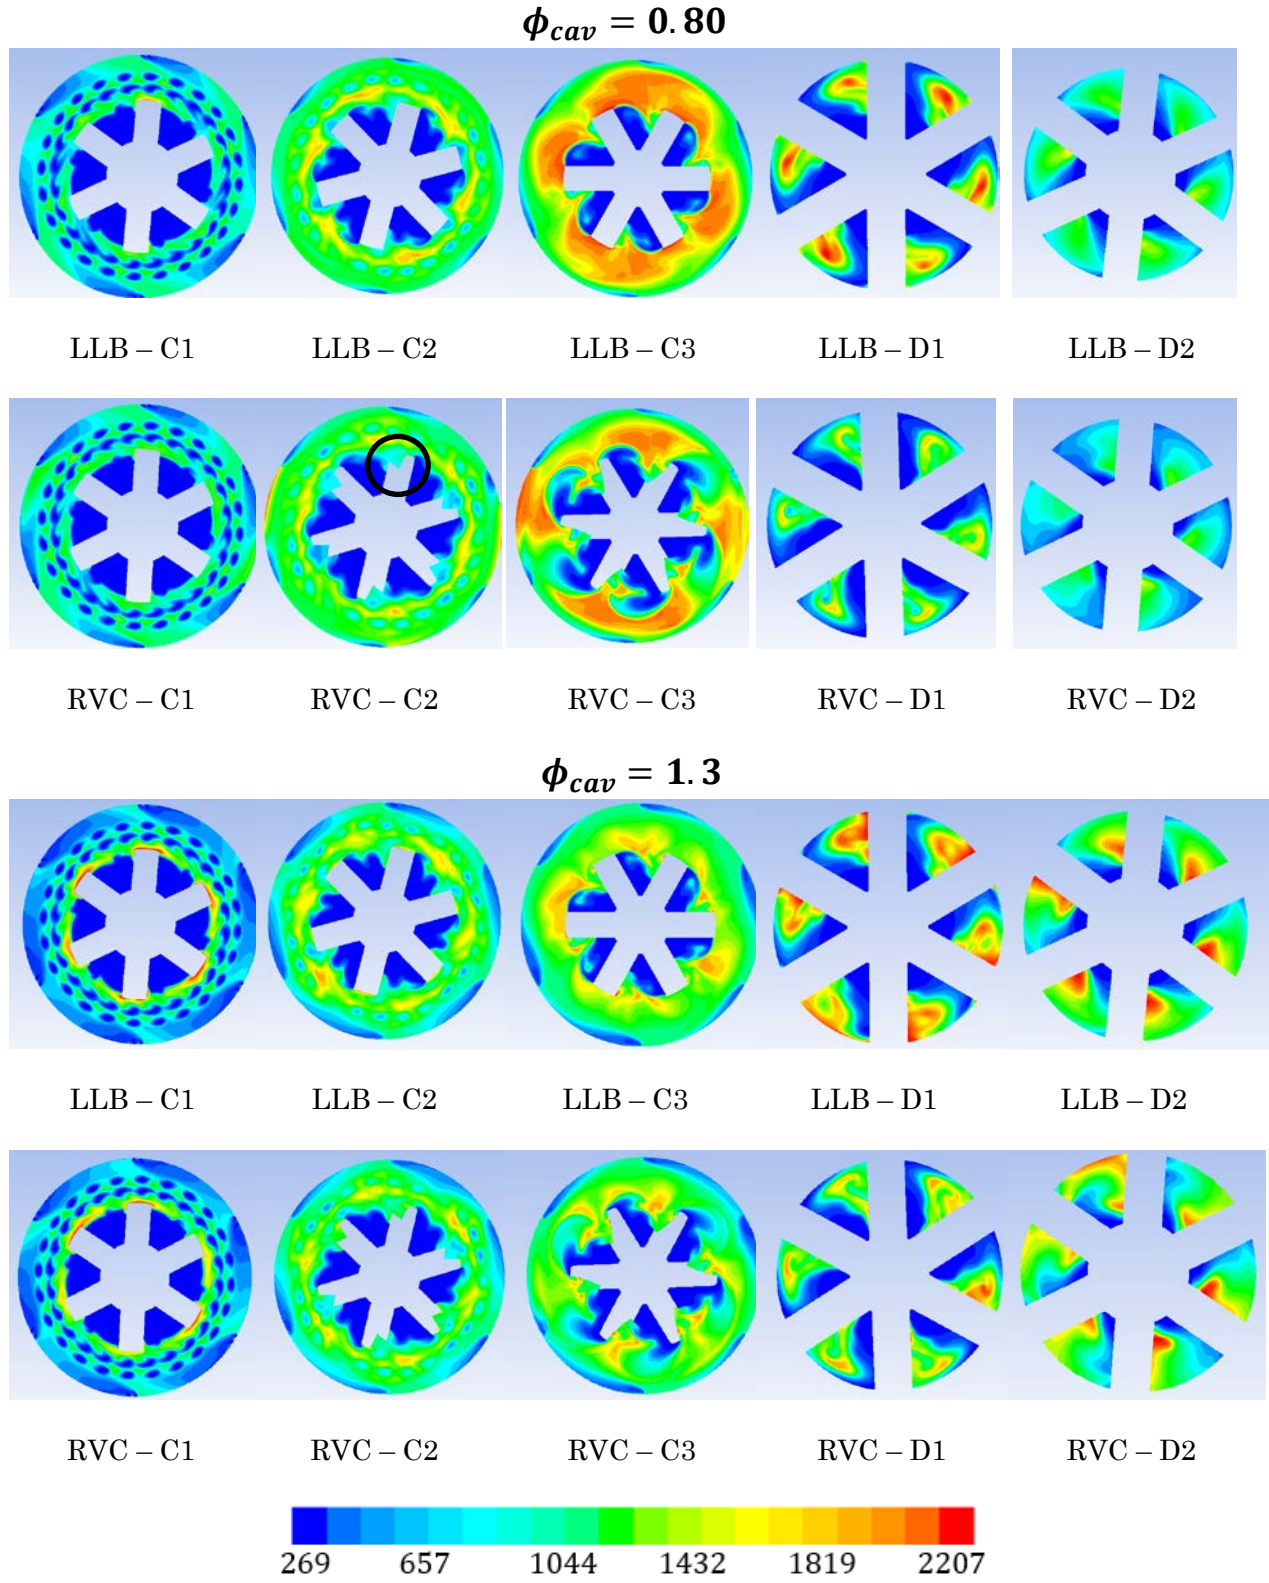 ϕcav = 0.80
LLB – C1 LLB – C2 LLB – C3 LLB – D1 LLB – D2
RVC – C1 RVC – C2 RVC – C3 RVC – D1 RVC – D2
ϕcav = 1.3
LLB – C1 LLB – C2 LLB – C3 LLB – D1 LLB – D2
RVC – C1 RVC – C2 RVC – C3 RVC – D1 RVC – D2
269 657 1044 1432 1819 2207